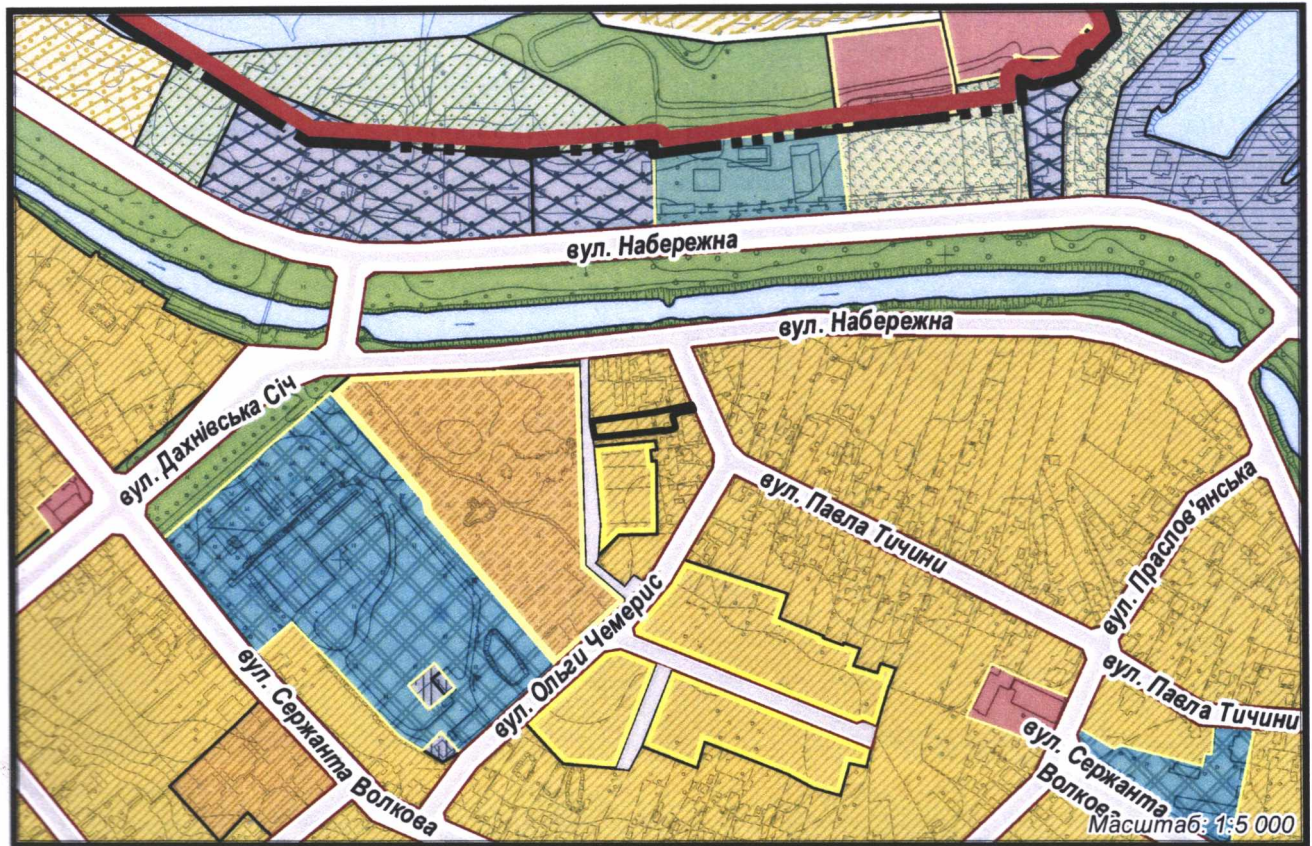 вул. Набережна
вул. Набережна
вул. Дахнівська Січ
вул. Павла Тичини
вул. Праслов'янська
вул. Ольги Чемерис
вул. Сержанта Волкова
вул. Павла Тичини
вул. Сержанта
Волкова
Масштаб: 1:5 000